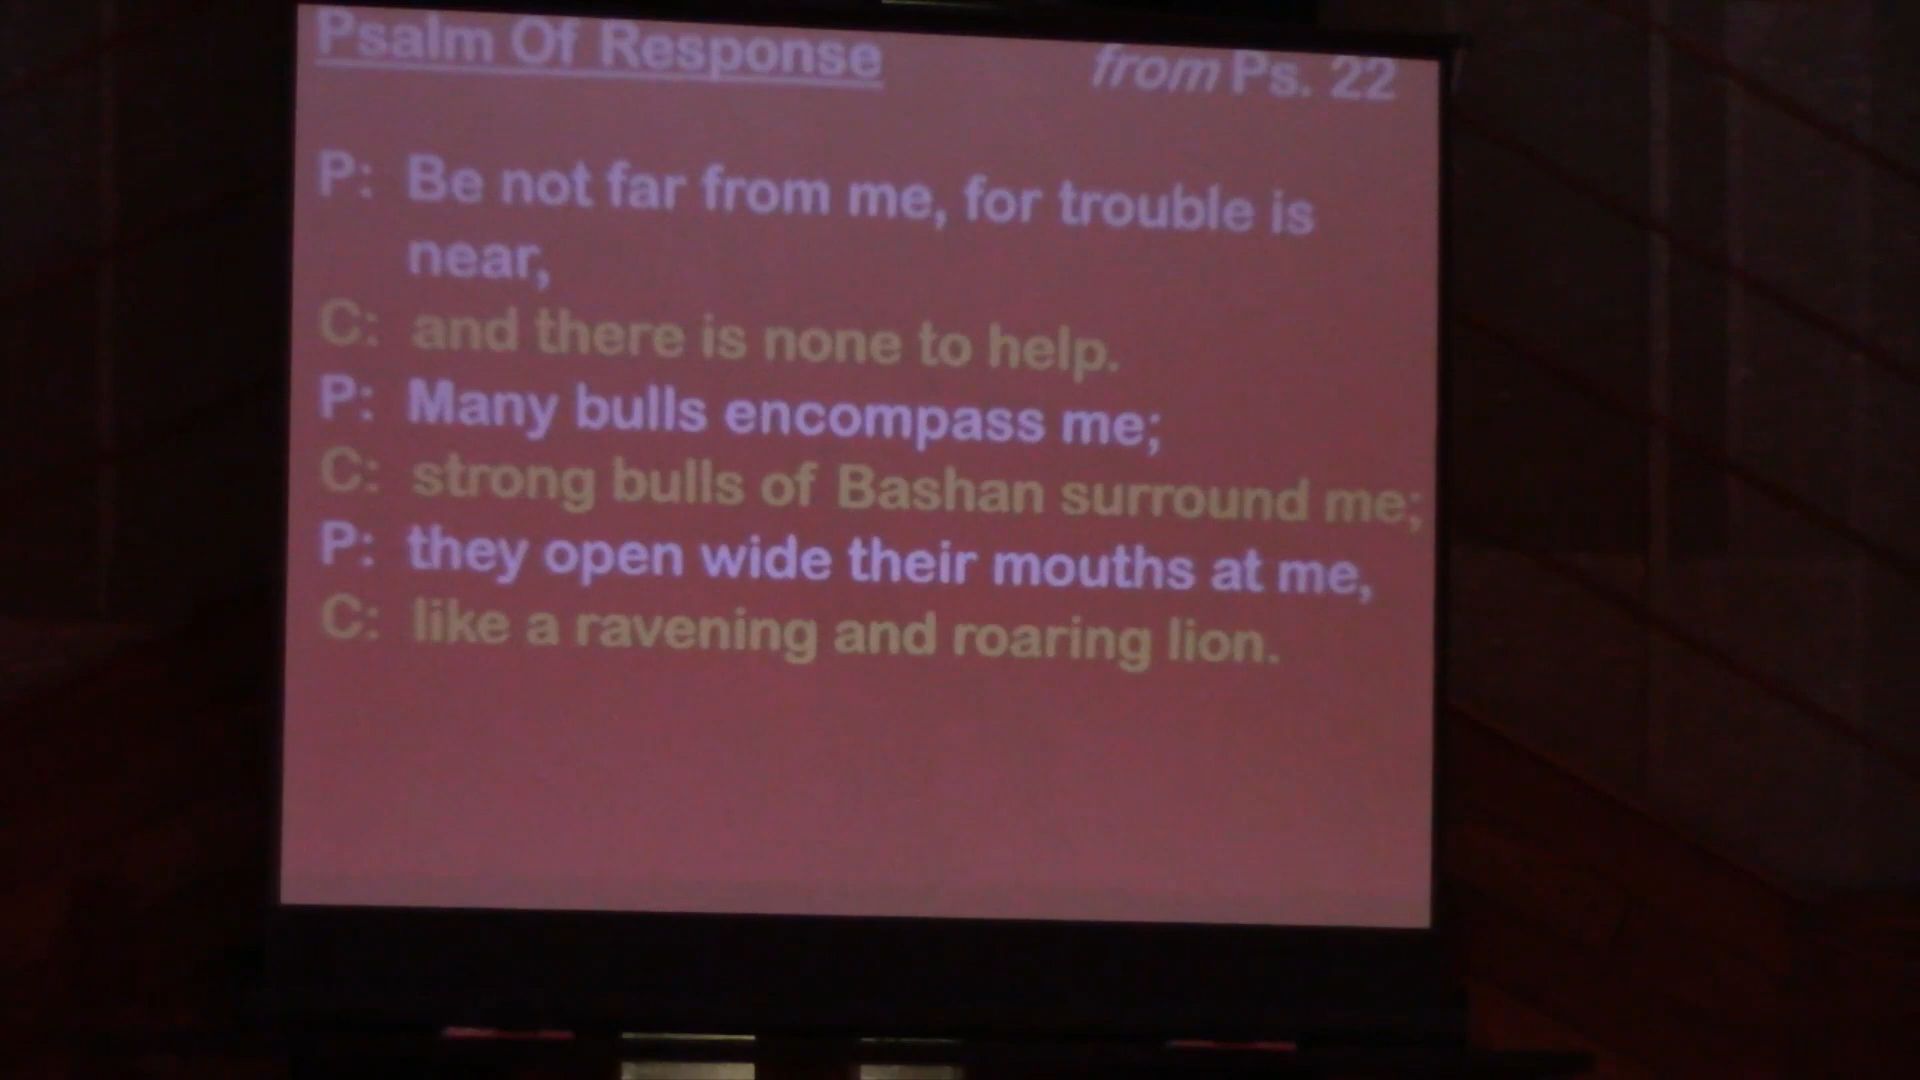 Psalm Of Response from Ps. 22
P: Be not far from me, for trouble is
near,
C: and there is none to help.
P: Many bulls encompass me;
C: strong bulls of Bashan surround me;
P: they open wide their mouths at me,
C: like a ravening and roaring lion.